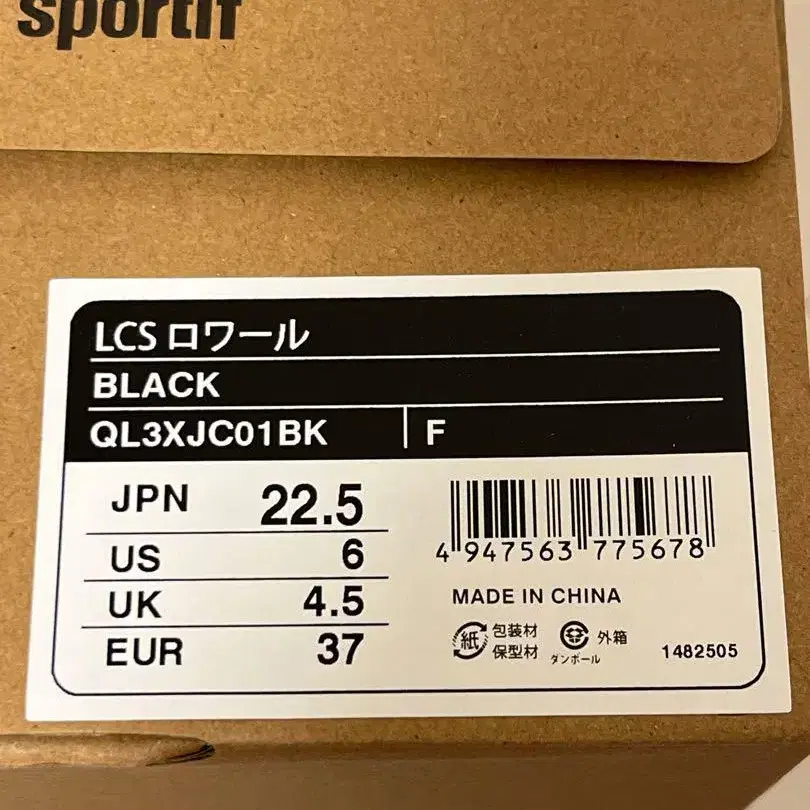 sportif
LCS ロワール
BLACK
QL3XJC01BK F
JPN 22.5
US 6
UK 4.5
EUR 37
4 947563 775678
MADE IN CHINA
紙 包装材
保型材
ダンボール 外箱
1482505